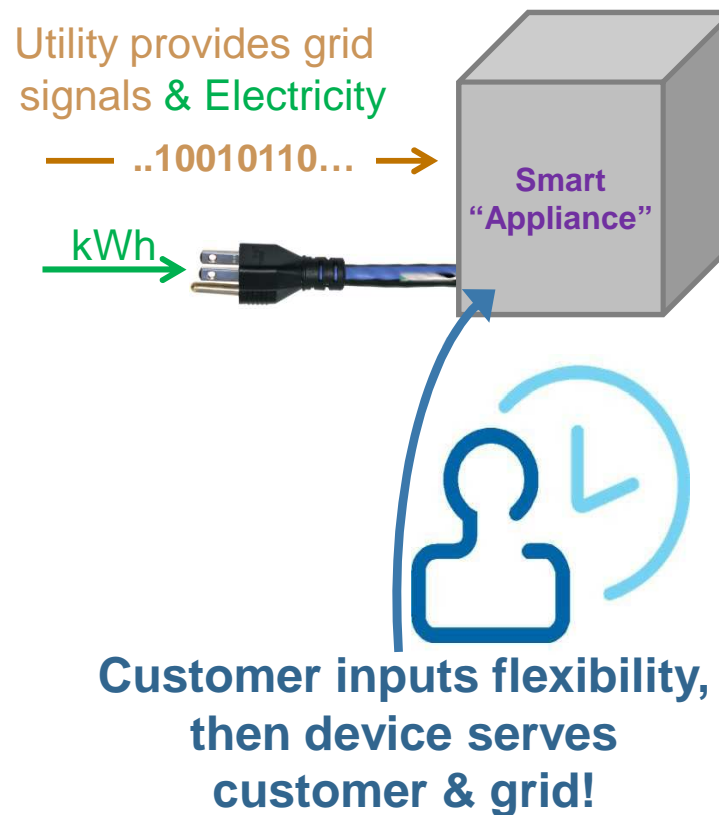 Utility provides grid
signals & Electricity
..10010110...
Smart
“Appliance”
kWh
Customer inputs flexibility,
then device serves
customer & grid!